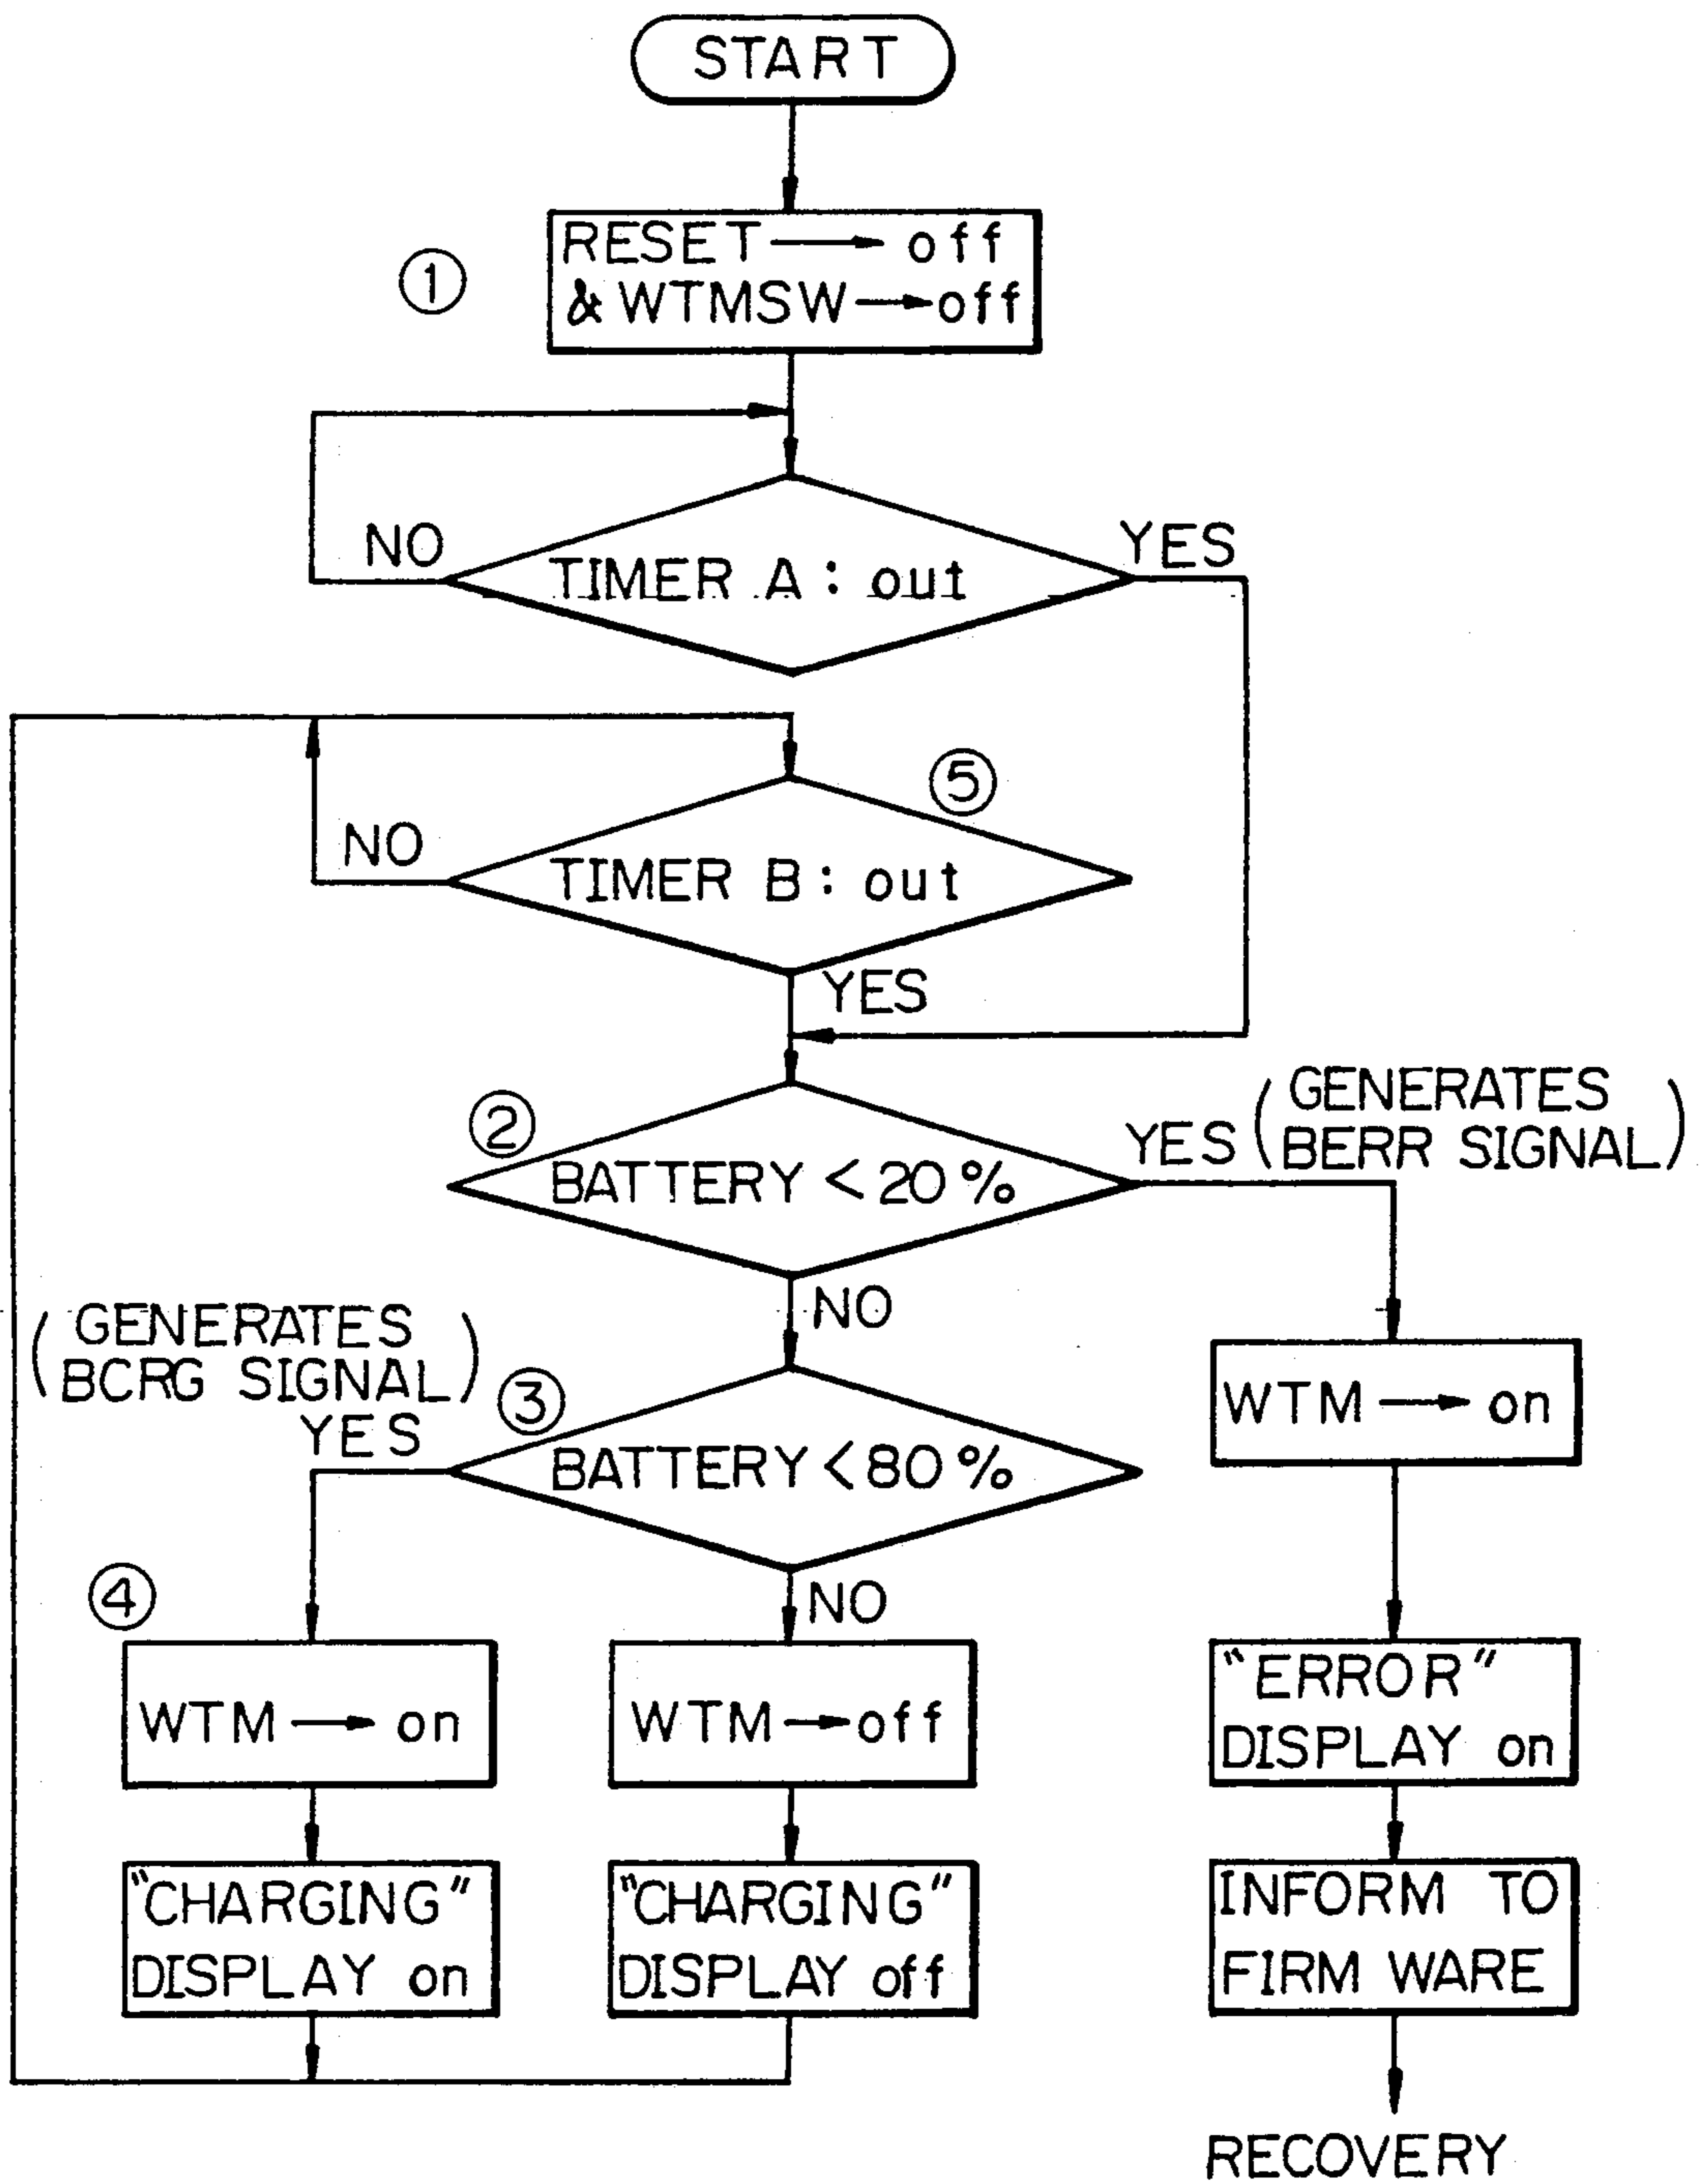 START
①
RESET → off
& WTMSW → off
NO
YES
TIMER A : out
⑤
NO
TIMER B : out
YES
②
BATTERY < 20 %
YES
(GENERATES
BERR SIGNAL)
NO
(GENERATES
BCRG SIGNAL)
YES
③
BATTERY < 80 %
WTM → on
NO
④
WTM → on
WTM → off
"ERROR"
DISPLAY on
"CHARGING"
DISPLAY on
"CHARGING"
DISPLAY off
INFORM TO
FIRM WARE
RECOVERY